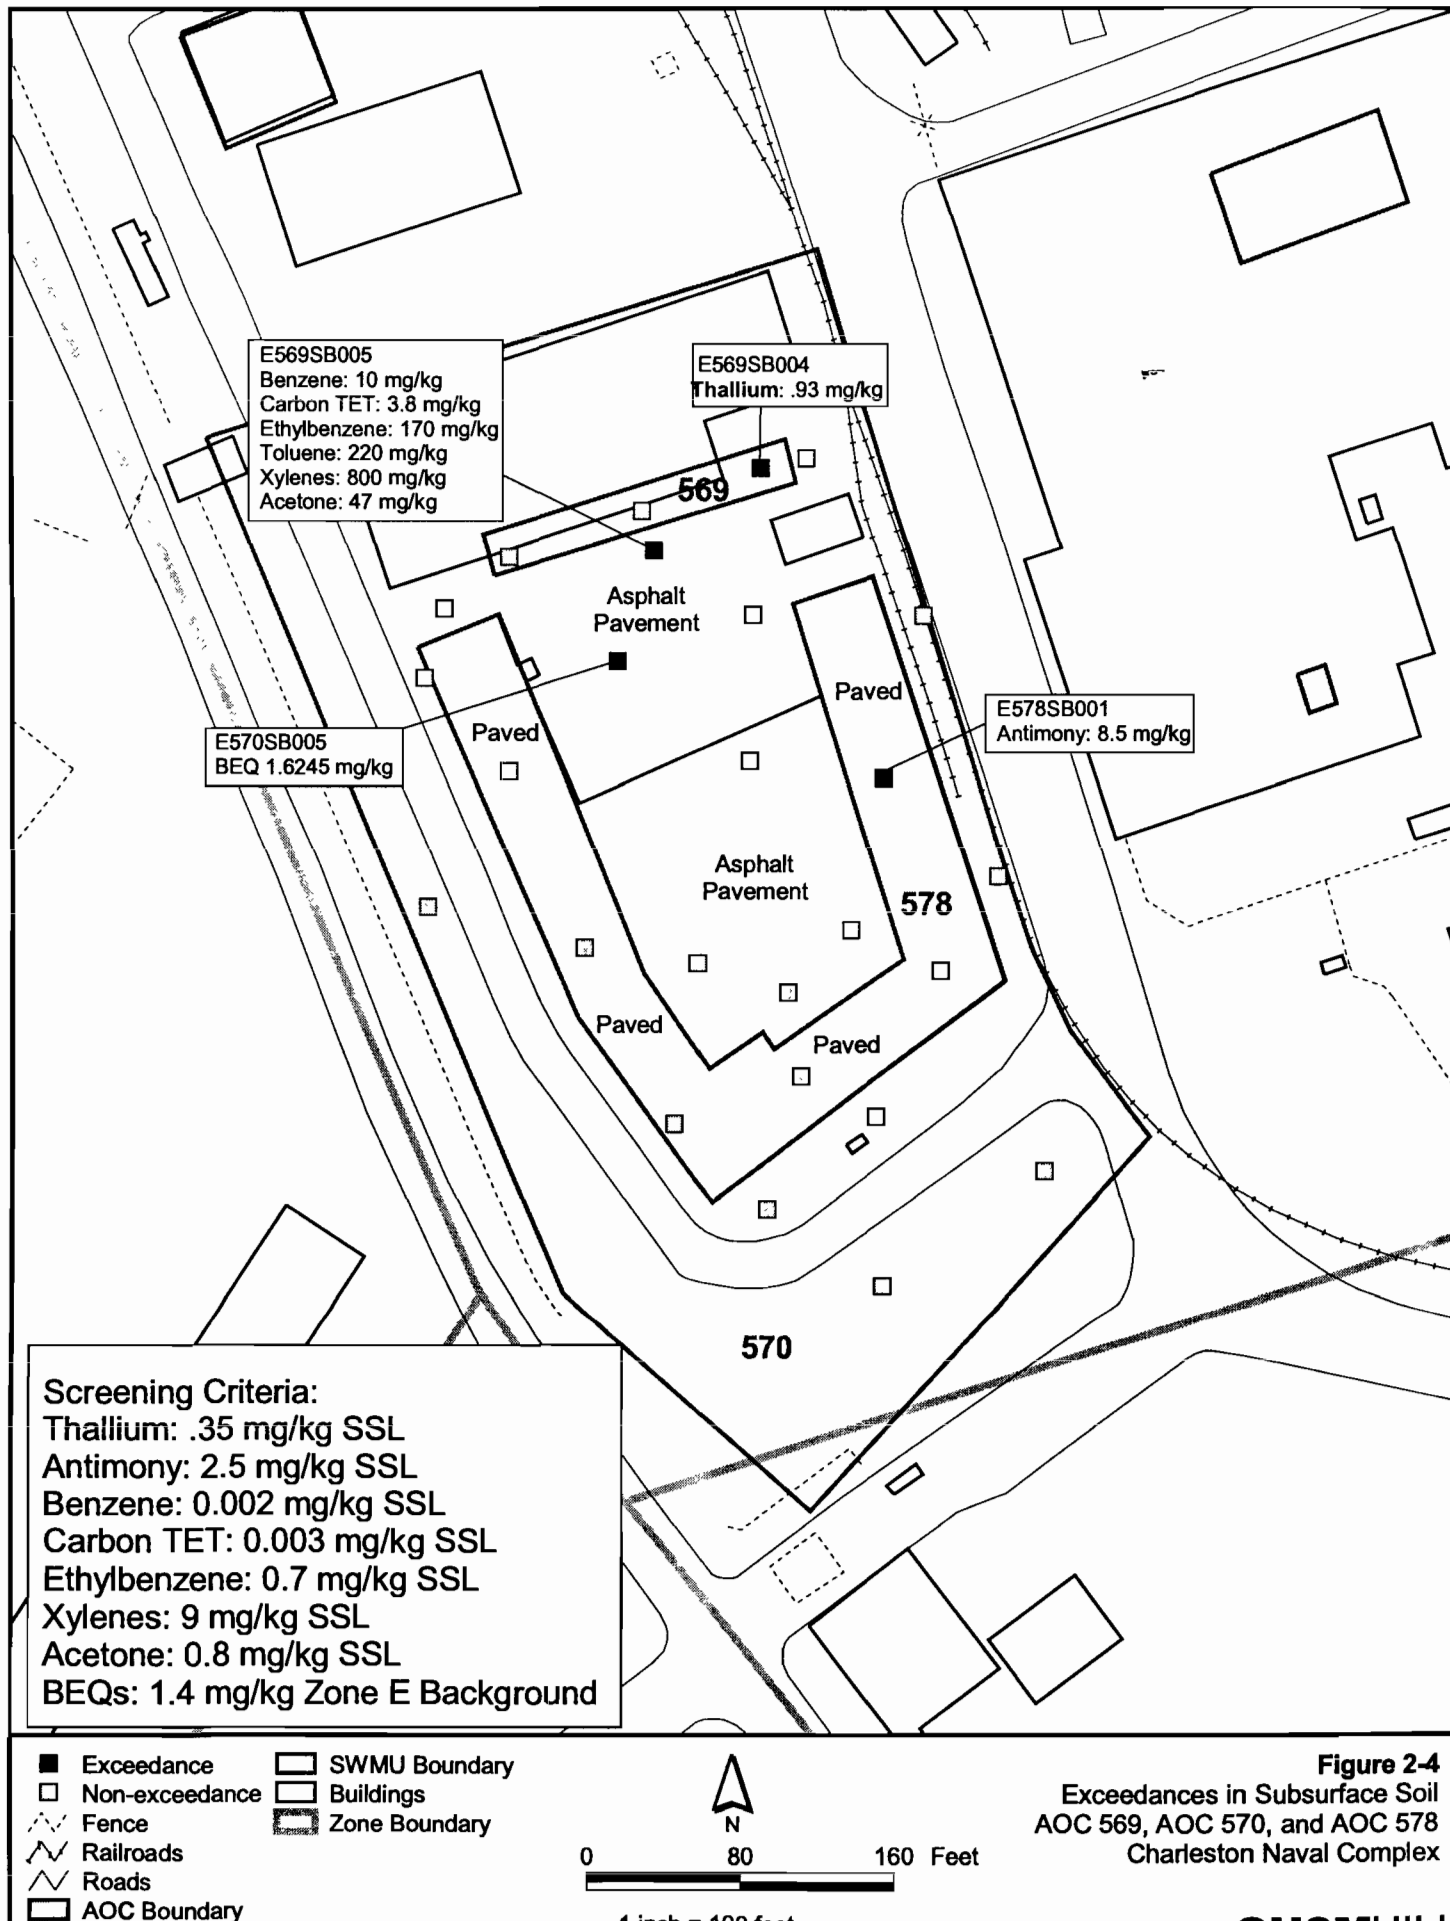 E569SB005
Benzene: 10 mg/kg
Carbon TET: 3.8 mg/kg
Ethylbenzene: 170 mg/kg
Toluene: 220 mg/kg
Xylenes: 800 mg/kg
Acetone: 47 mg/kg
E569SB004
Thallium: .93 mg/kg
569
Asphalt
Pavement
Paved
E578SB001
Antimony: 8.5 mg/kg
Paved
E570SB005
BEQ 1.6245 mg/kg
Asphalt
Pavement
578
Paved
Paved
570
Screening Criteria:
Thallium: .35 mg/kg SSL
Antimony: 2.5 mg/kg SSL
Benzene: 0.002 mg/kg SSL
Carbon TET: 0.003 mg/kg SSL
Ethylbenzene: 0.7 mg/kg SSL
Xylenes: 9 mg/kg SSL
Acetone: 0.8 mg/kg SSL
BEQs: 1.4 mg/kg Zone E Background
Exceedance
Non-exceedance
Fence
Railroads
Roads
AOC Boundary
SWMU Boundary
Buildings
Zone Boundary
N
0 80 160 Feet
Figure 2-4
Exceedances in Subsurface Soil
AOC 569, AOC 570, and AOC 578
Charleston Naval Complex